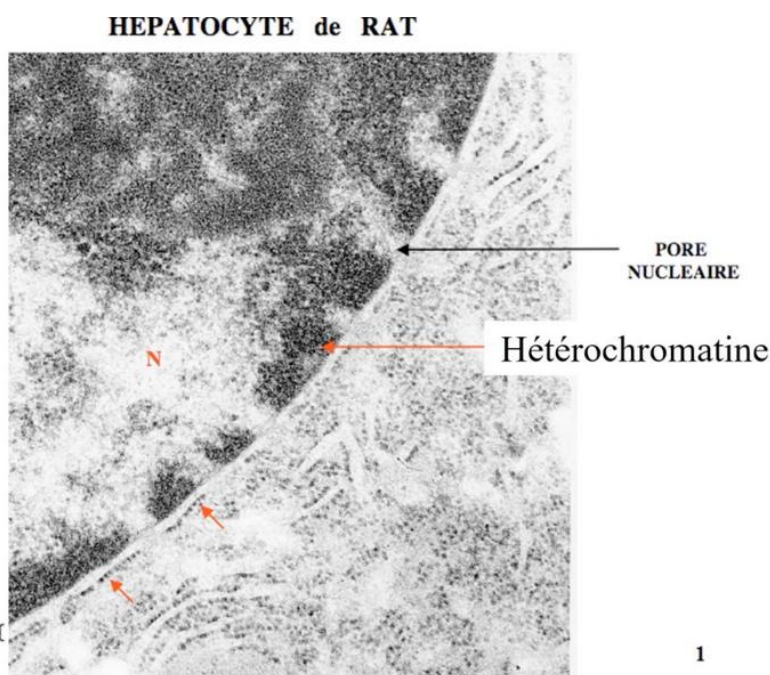 HEPATOCYTE de RAT
PORE
NUCLEAIRE
Hétérochromatine
N
1